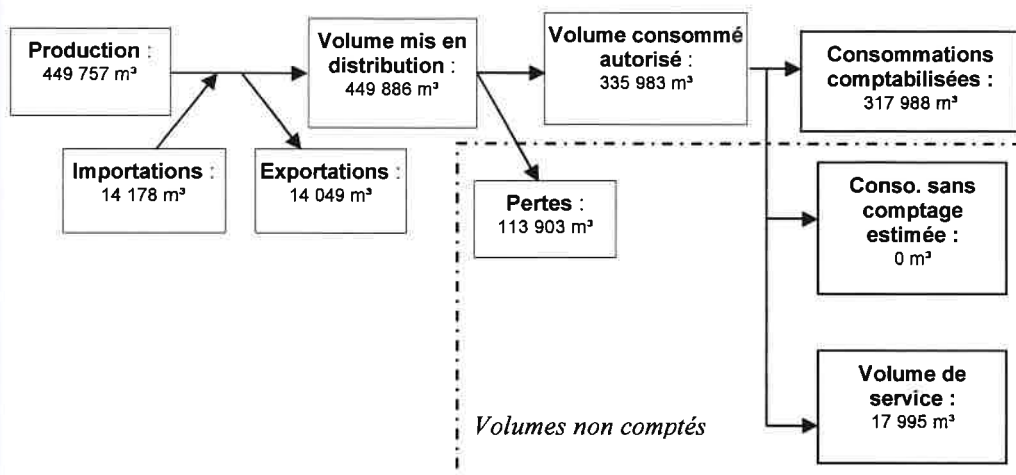 Production :
449 757 m³
Volume mis en
distribution :
449 886 m³
Volume consommé
autorisé :
335 983 m³
Consommations
comptabilisées :
317 988 m³
Importations :
14 178 m³
Exportations :
14 049 m³
Pertes :
113 903 m³
Conso. sans
comptage
estimée :
0 m³
Volume de
service :
17 995 m³
Volumes non comptés